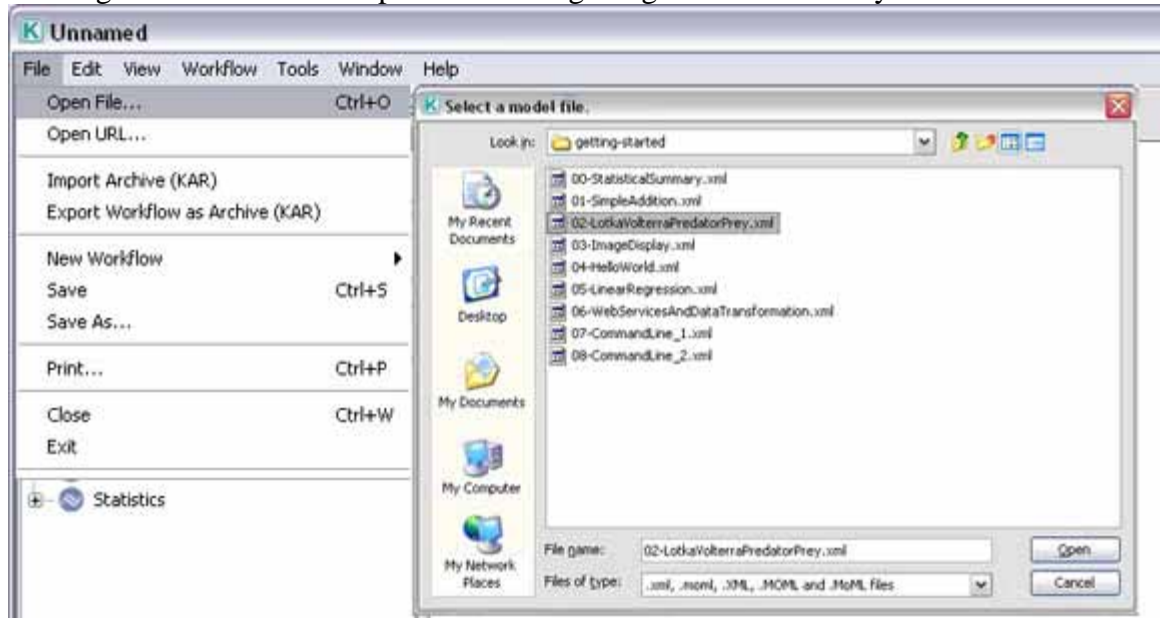 Unnamed
File Edit View Workflow Tools Window Help
Open File... Ctrl+O
Open URL...
Import Archive (KAR)
Export Workflow as Archive (KAR)
New Workflow
Save Ctrl+S
Save As...
Print... Ctrl+P
Close Ctrl+W
Exit
Statistics
Select a model file.
Look in: getting-started
My Recent Documents
Desktop
My Documents
My Computer
My Network Places
00-StatisticalSummary.xml
01-SimpleAddition.xml
02-LotkaVolterraPredatorPrey.xml
03-ImageDisplay.xml
04-HelloWorld.xml
05-LinearRegression.xml
06-WebServicesAndDataTransformation.xml
07-CommandLine_1.xml
08-CommandLine_2.xml
File name: 02-LotkaVolterraPredatorPrey.xml Open
Files of type: .xml, .moml, .XML, .MOML and .MoML files Cancel